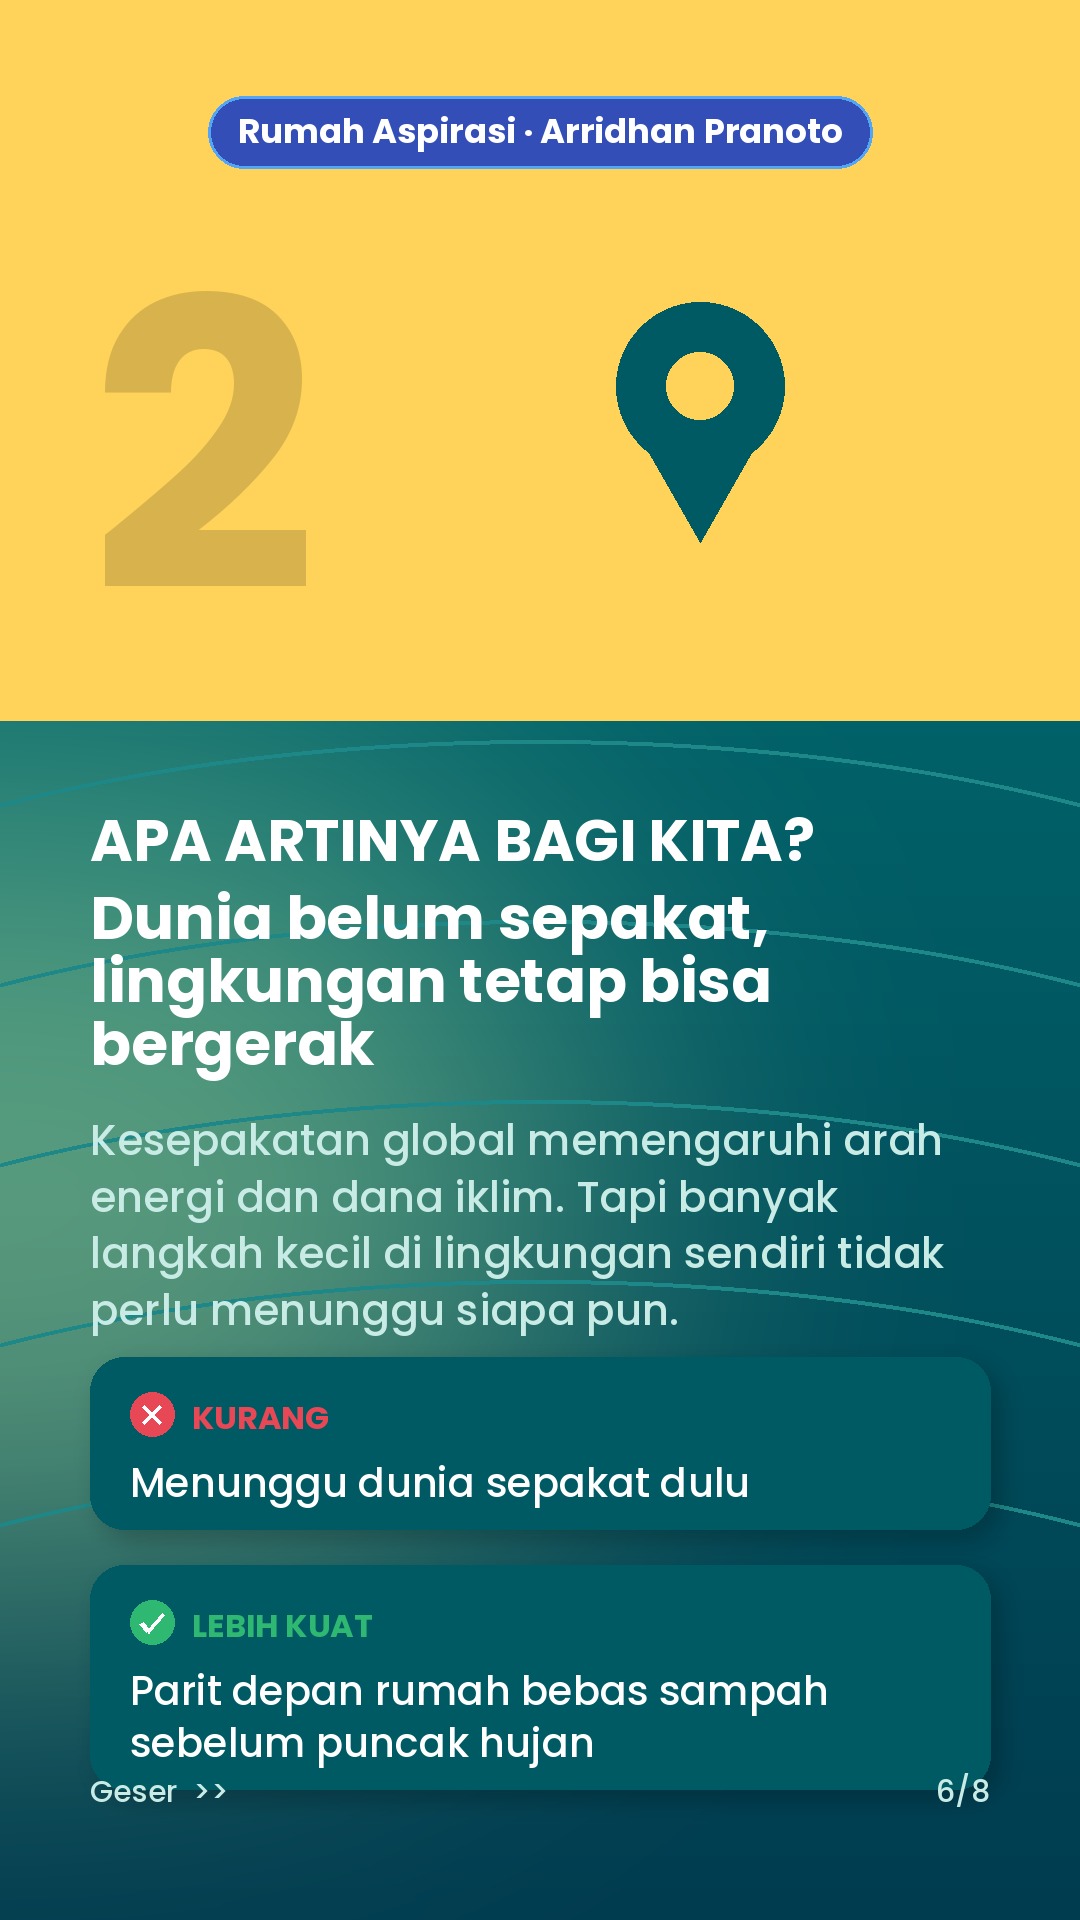 Rumah Aspirasi · Arridhan Pranoto
2
APA ARTINYA BAGI KITA?
Dunia belum sepakat,
lingkungan tetap bisa
bergerak
Kesepakatan global memengaruhi arah
energi dan dana iklim. Tapi banyak
langkah kecil di lingkungan sendiri tidak
perlu menunggu siapa pun.
KURANG
Menunggu dunia sepakat dulu
LEBIH KUAT
Parit depan rumah bebas sampah
sebelum puncak hujan
Geser >>
6/8